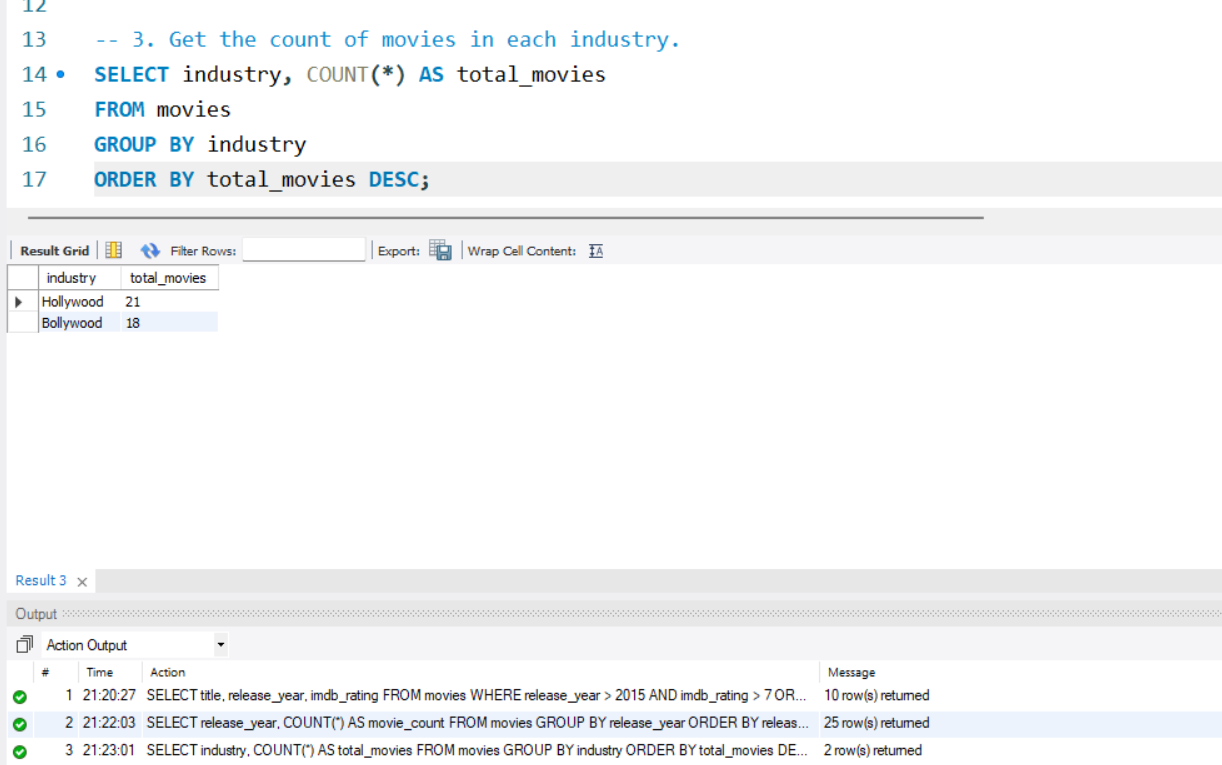 12
13 -- 3. Get the count of movies in each industry.
14 SELECT industry, COUNT(*) AS total_movies
15 FROM movies
16 GROUP BY industry
17 ORDER BY total_movies DESC;
Result Grid Filter Rows: Export: Wrap Cell Content: IA
industry total_movies
Hollywood 21
Bollywood 18
Result 3 ×
Output
Action Output
# Time Action Message
1 21:20:27 SELECT title, release_year, imdb_rating FROM movies WHERE release_year > 2015 AND imdb_rating > 7 OR... 10 row(s) returned
2 21:22:03 SELECT release_year, COUNT(*) AS movie_count FROM movies GROUP BY release_year ORDER BY releas... 25 row(s) returned
3 21:23:01 SELECT industry, COUNT(*) AS total_movies FROM movies GROUP BY industry ORDER BY total_movies DE... 2 row(s) returned